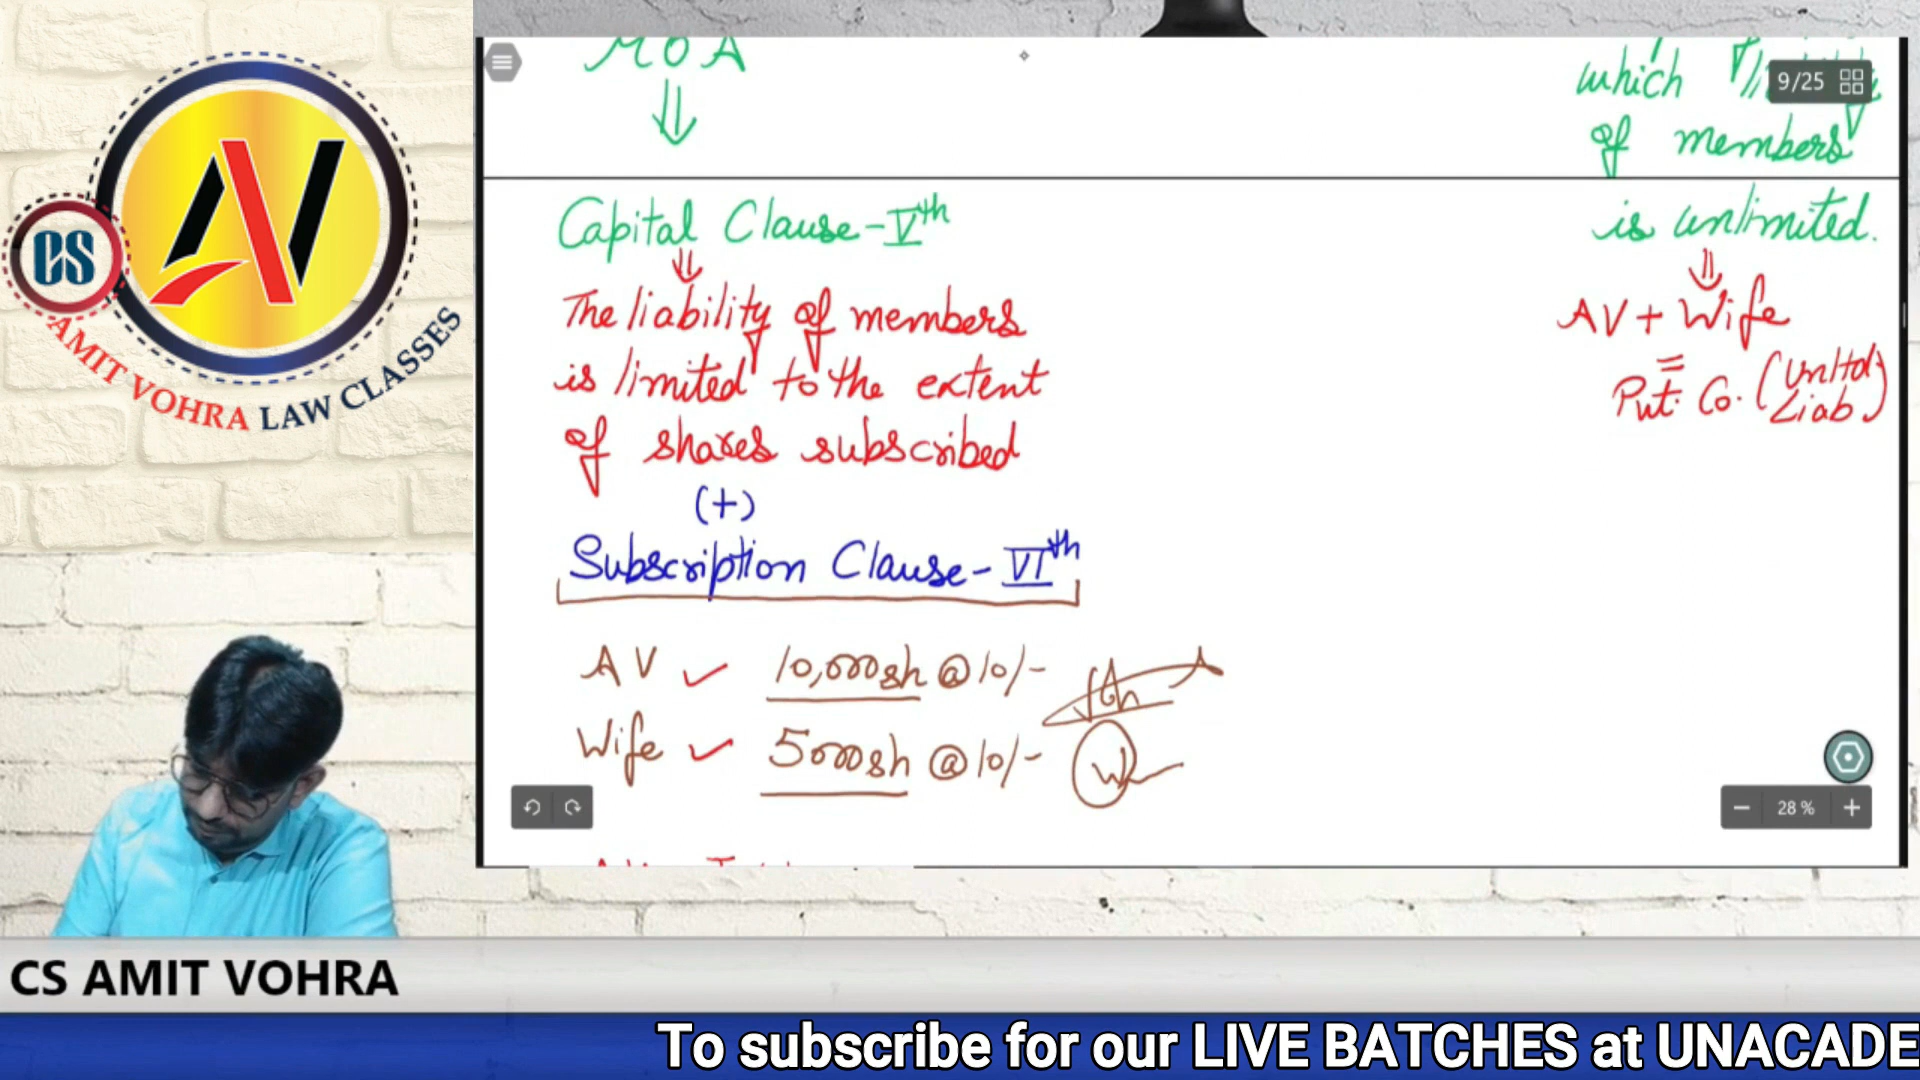 AV
CS
AMIT VOHRA LAW CLASSES
MOA
⇓
Capital Clause-Vth
⇓
The liability of members
is limited to the extent
of shares subscribed
(+)
Subscription Clause-VIth
AV ✓ 10,000sh @10/-
Wife ✓ 5000sh @10/-
which
of members
is unlimited.
⇓
AV + Wife
=
Pvt. Co. (Unltd Liab)
9/25
28 %
CS AMIT VOHRA
To subscribe for our LIVE BATCHES at UNACADE